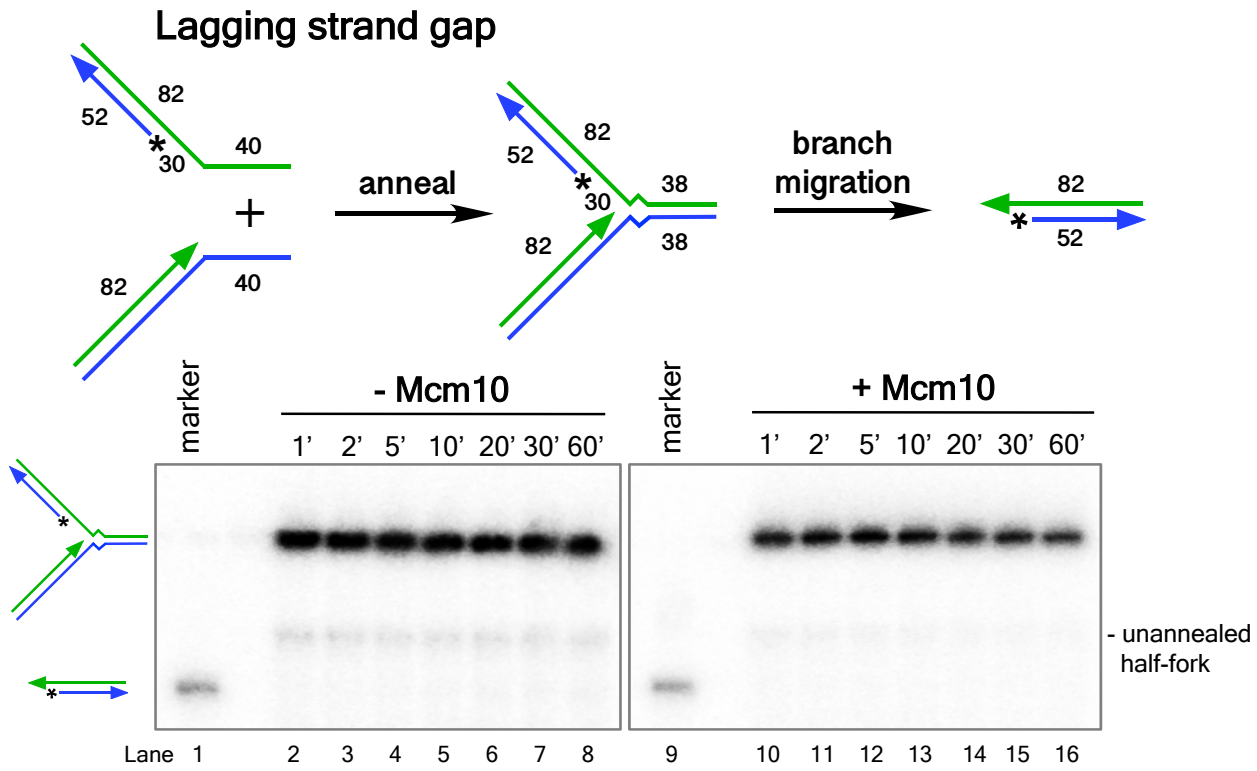 Lagging strand gap
82
52
*
30
40
+
82
40
anneal
82
52
*
30
38
82
38
branch
migration
82
*
52
marker
- Mcm10
1’ 2’ 5’ 10’ 20’ 30’ 60’
marker
+ Mcm10
1’ 2’ 5’ 10’ 20’ 30’ 60’
*
*
- unannealed
half-fork
Lane 1 2 3 4 5 6 7 8 9 10 11 12 13 14 15 16